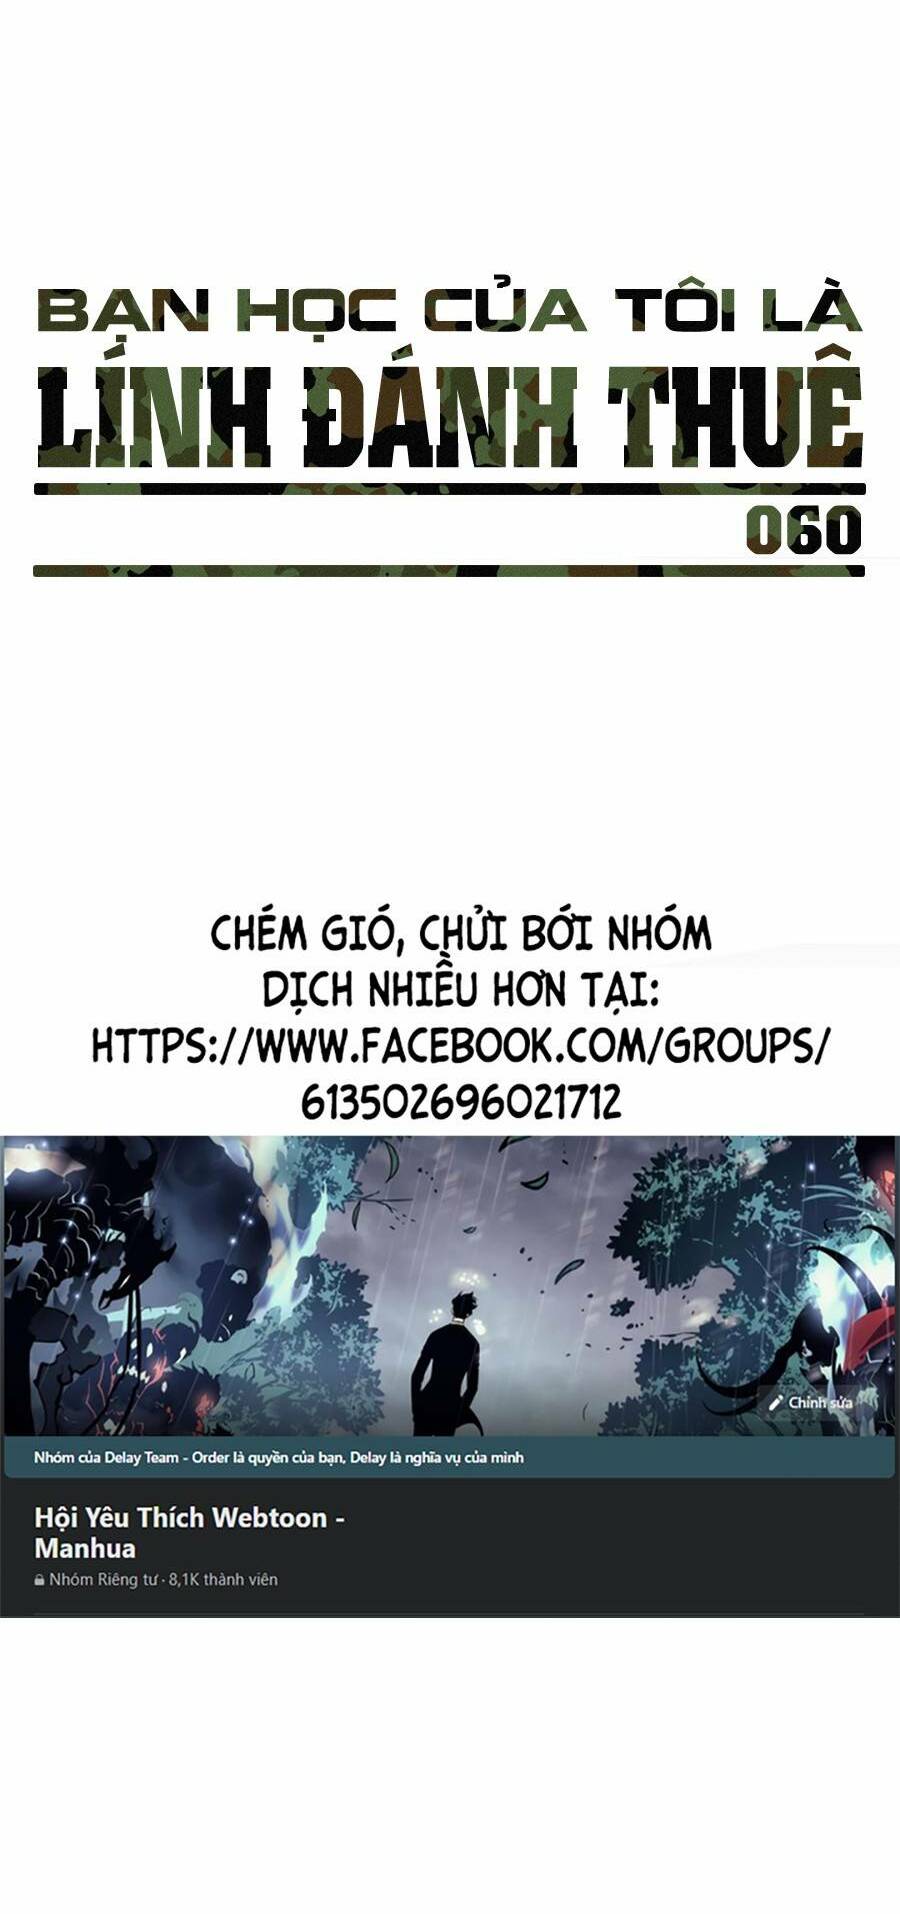 BẠN HỌC CỦA TÔI LÀ
LÍNH ĐÁNH THUÊ
060
CHÉM GIÓ, CHỬI BỚI NHÓM
DỊCH NHIỀU HƠN TẠI:
HTTPS://WWW.FACEBOOK.COM/GROUPS/
613502696021712
Chỉnh sửa
Nhóm của Delay Team - Order là quyền của bạn, Delay là nghĩa vụ của mình
Hội Yêu Thích Webtoon -
Manhua
Nhóm Riêng tư · 8,1K thành viên